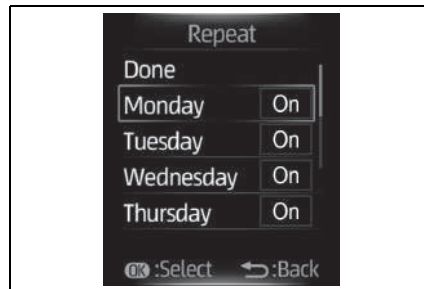 Repeat
Done
Monday On
Tuesday On
Wednesday On
Thursday On
OK :Select :Back